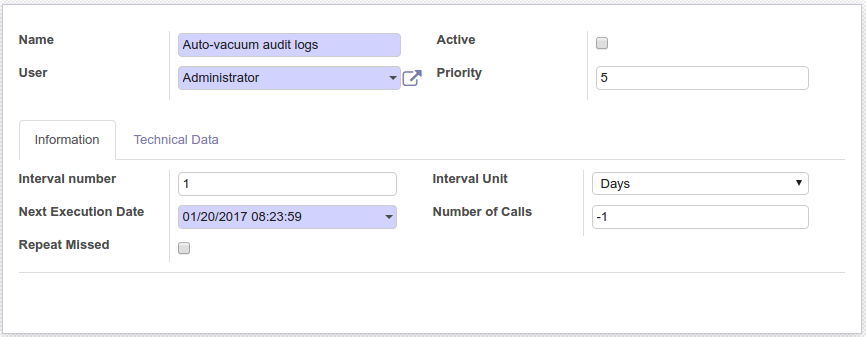 Name Auto-vacuum audit logs Active
User Administrator Priority 5
Information Technical Data
Interval number 1 Interval Unit Days
Next Execution Date 01/20/2017 08:23:59 Number of Calls -1
Repeat Missed